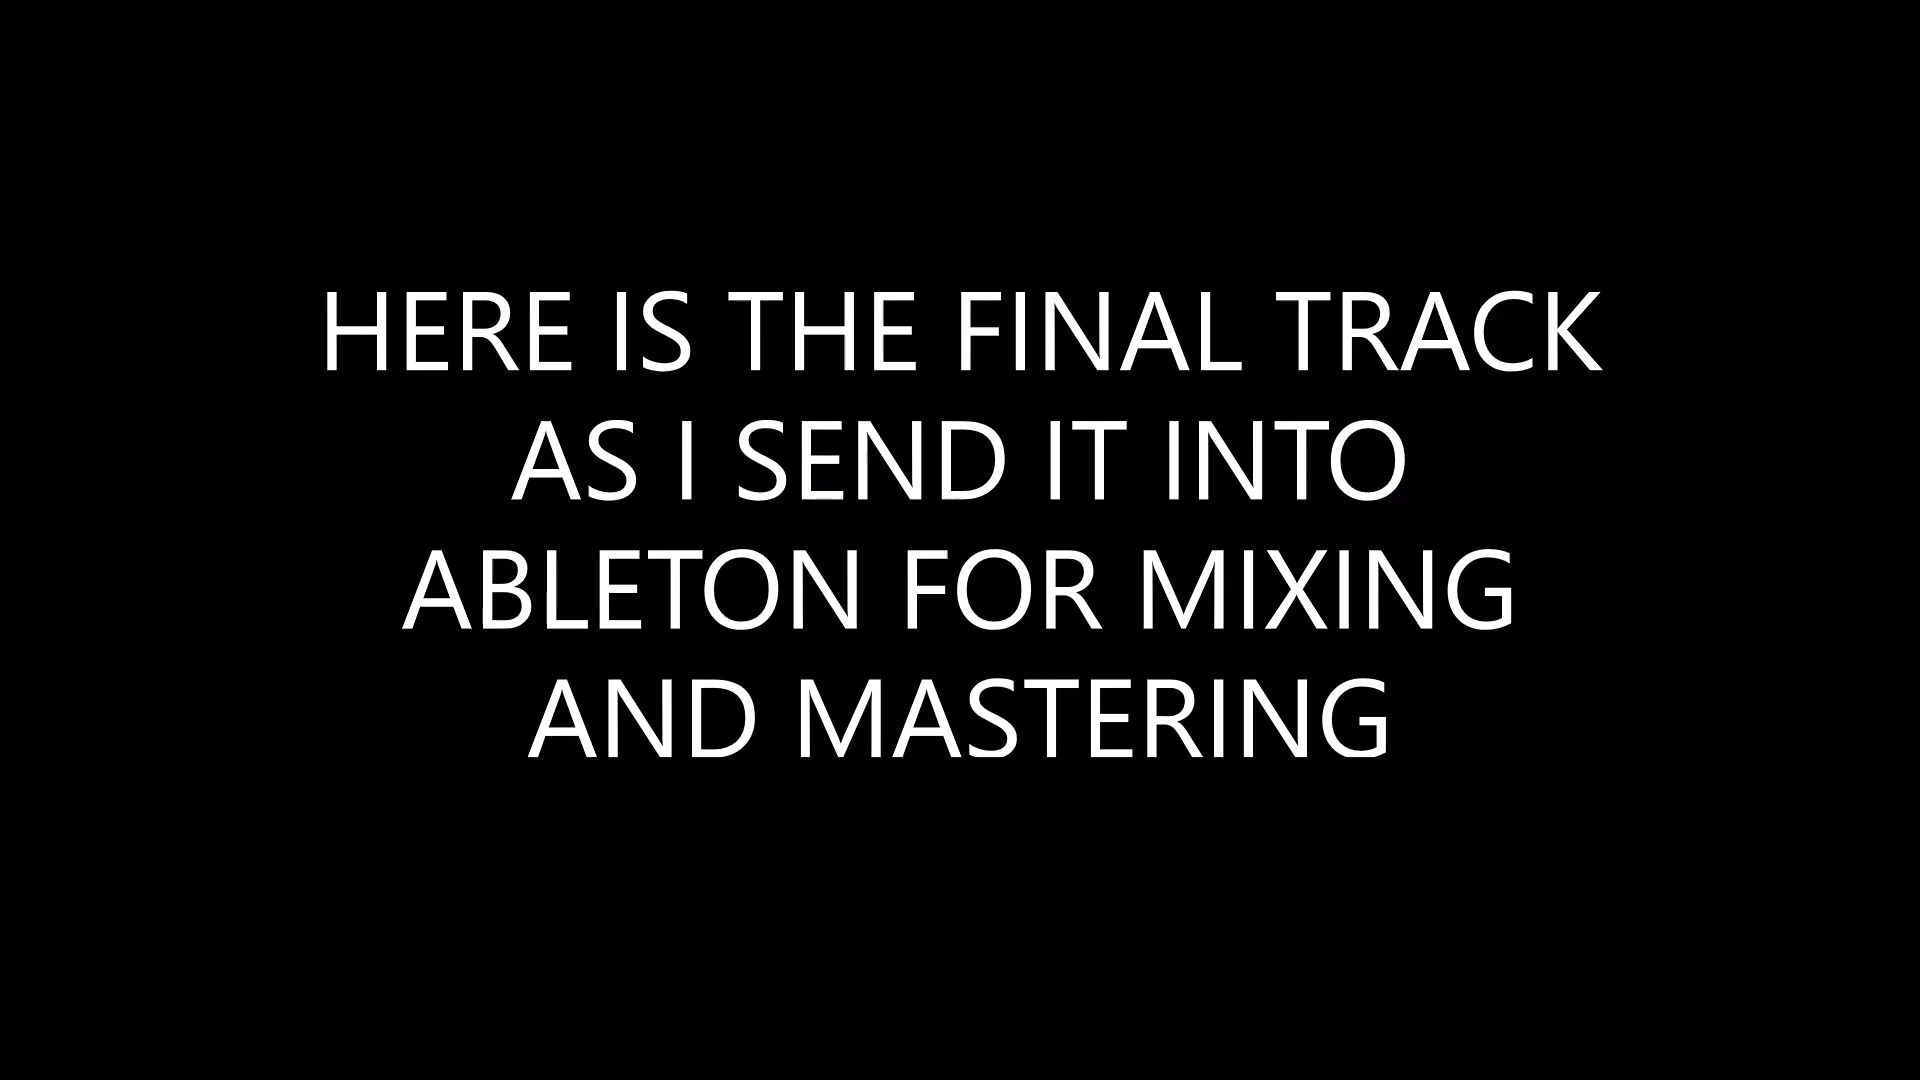 HERE IS THE FINAL TRACK
AS I SEND IT INTO
ABLETON FOR MIXING
AND MASTERING